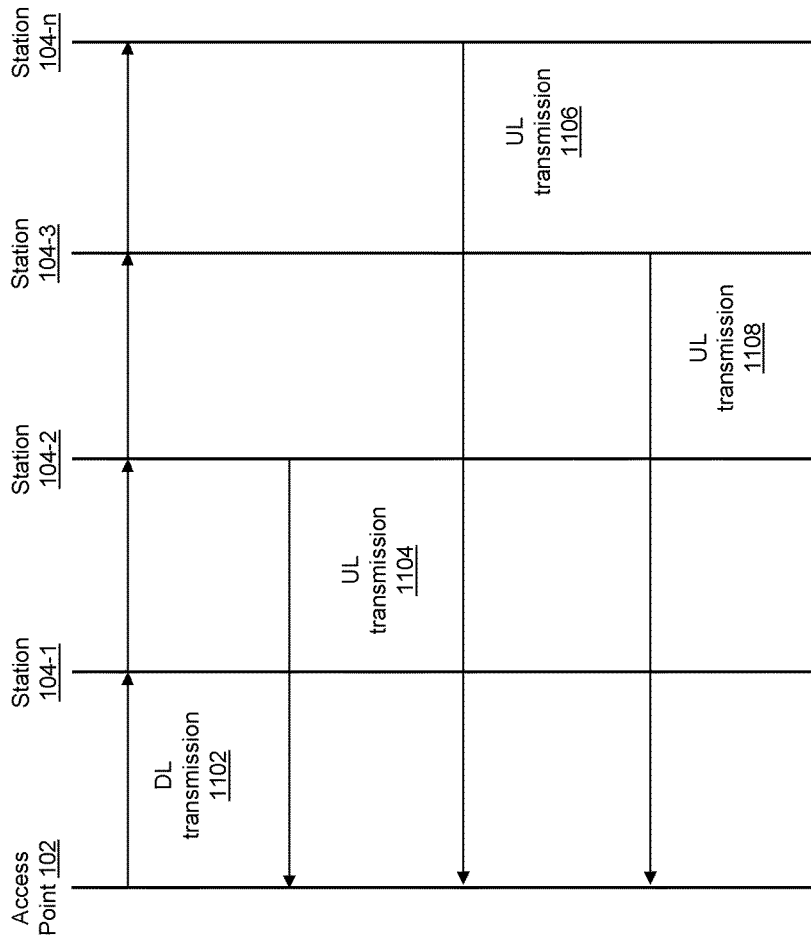 Access
Point 102
Station
104-1
Station
104-2
Station
104-3
Station
104-n
DL
transmission
1102
UL
transmission
1104
UL
transmission
1106
UL
transmission
1108